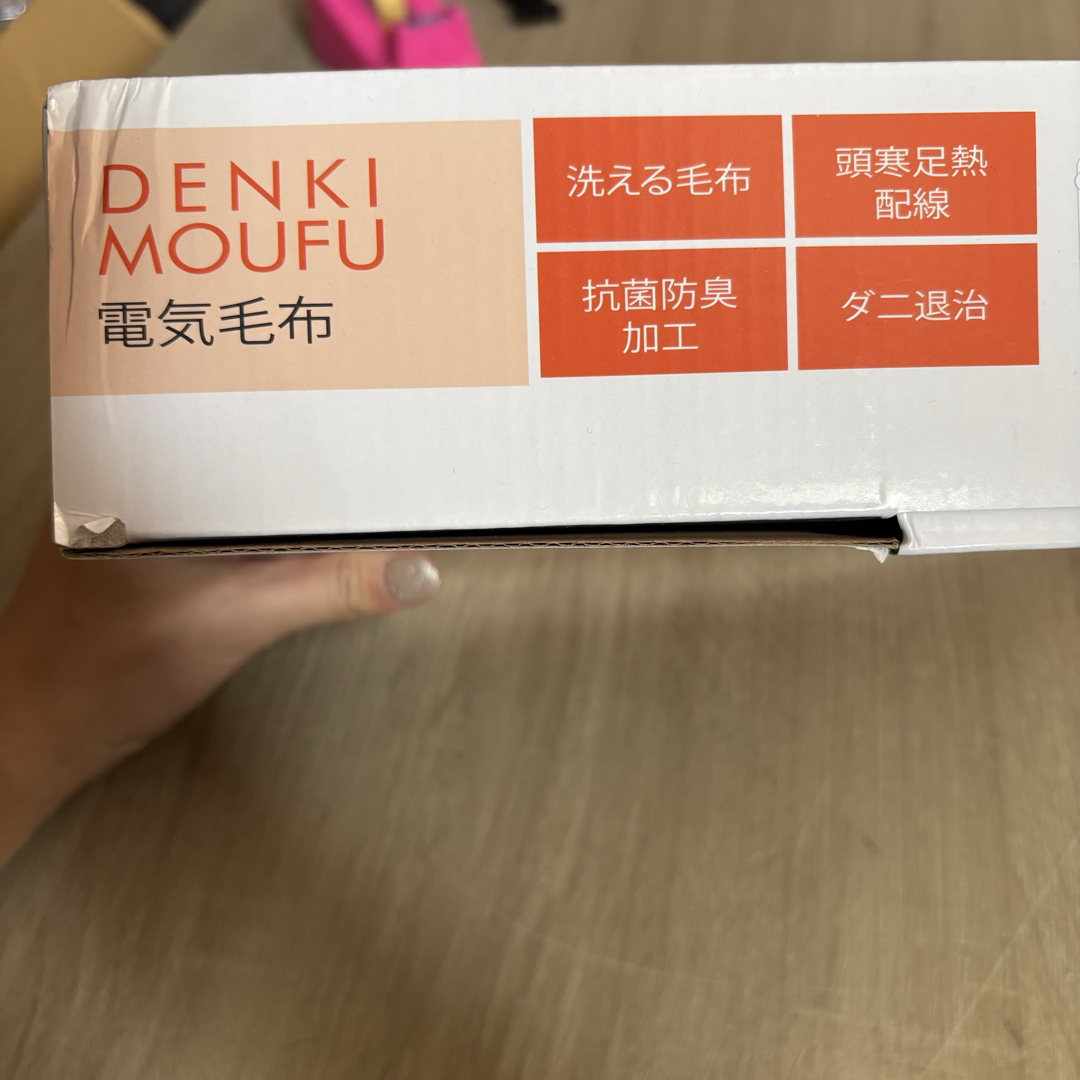 DENKI
MOUFU
電気毛布
洗える毛布
頭寒足熱
配線
抗菌防臭
加工
ダニ退治